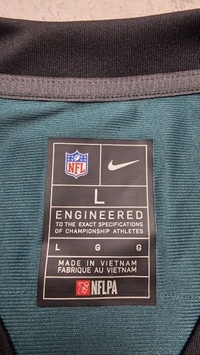 NFL
L
ENGINEERED
TO THE EXACT SPECIFICATIONS
OF CHAMPIONSHIP ATHLETES
L G G
MADE IN VIETNAM
FABRIQUÉ AU VIETNAM
NFLPA